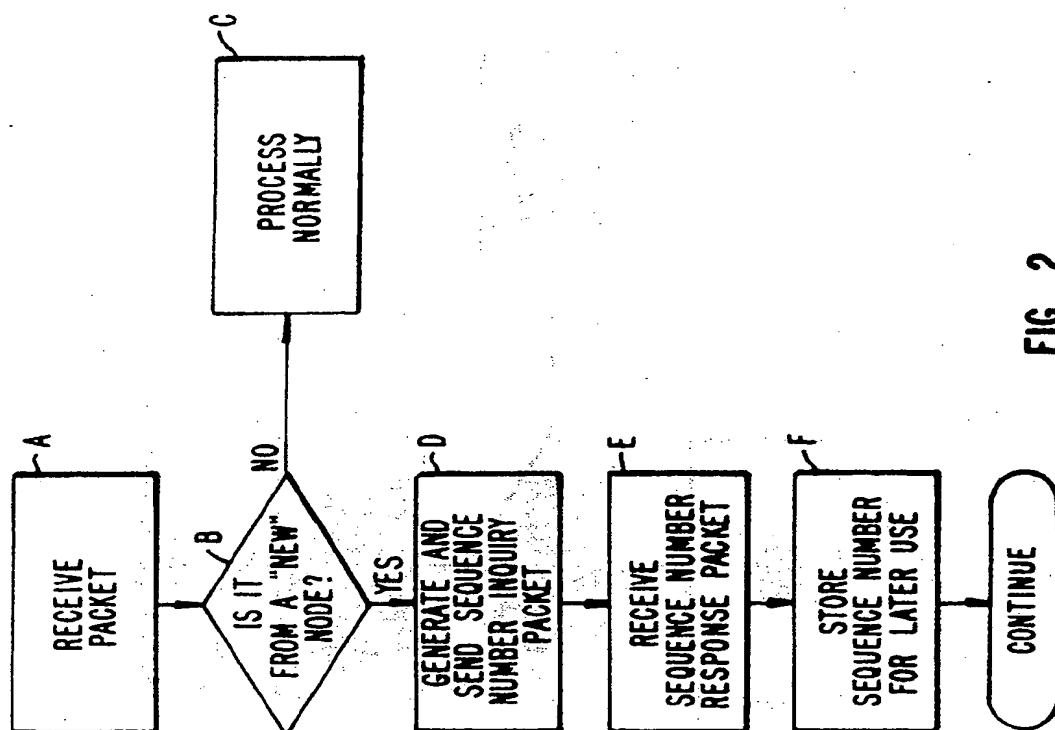 A
RECEIVE
PACKET
B
IS IT
FROM A "NEW"
NODE?
NO
C
PROCESS
NORMALLY
YES
D
GENERATE AND
SEND SEQUENCE
NUMBER INQUIRY
PACKET
E
RECEIVE
SEQUENCE NUMBER
RESPONSE PACKET
F
STORE
SEQUENCE NUMBER
FOR LATER USE
CONTINUE
FIG. 2